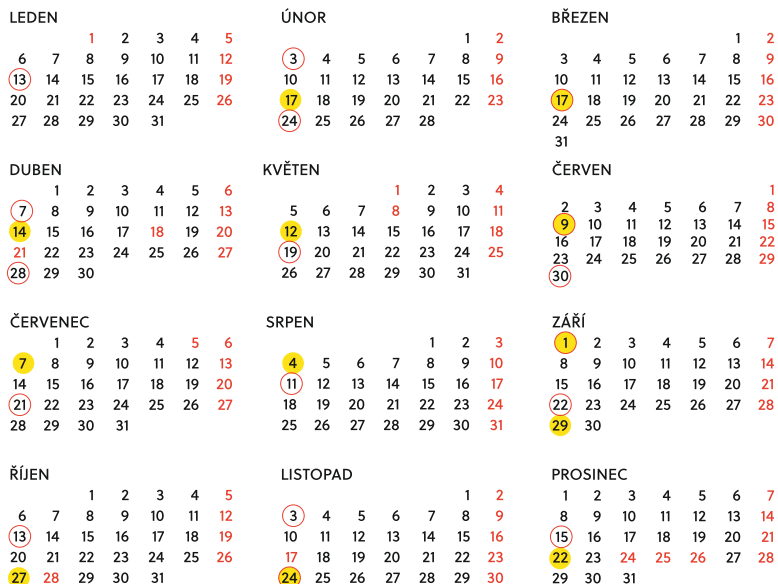 LEDEN
1 2 3 4 5
6 7 8 9 10 11 12
13 14 15 16 17 18 19
20 21 22 23 24 25 26
27 28 29 30 31
ÚNOR
1 2
3 4 5 6 7 8 9
10 11 12 13 14 15 16
17 18 19 20 21 22 23
24 25 26 27 28
BŘEZEN
1 2
3 4 5 6 7 8 9
10 11 12 13 14 15 16
17 18 19 20 21 22 23
24 25 26 27 28 29 30
31
DUBEN
1 2 3 4 5 6
7 8 9 10 11 12 13
14 15 16 17 18 19 20
21 22 23 24 25 26 27
28 29 30
KVĚTEN
1 2 3 4
5 6 7 8 9 10 11
12 13 14 15 16 17 18
19 20 21 22 23 24 25
26 27 28 29 30 31
ČERVEN
1
2 3 4 5 6 7 8
9 10 11 12 13 14 15
16 17 18 19 20 21 22
23 24 25 26 27 28 29
30
ČERVENEC
1 2 3 4 5 6
7 8 9 10 11 12 13
14 15 16 17 18 19 20
21 22 23 24 25 26 27
28 29 30 31
SRPEN
1 2 3
4 5 6 7 8 9 10
11 12 13 14 15 16 17
18 19 20 21 22 23 24
25 26 27 28 29 30 31
ZÁŘÍ
1 2 3 4 5 6 7
8 9 10 11 12 13 14
15 16 17 18 19 20 21
22 23 24 25 26 27 28
29 30
ŘÍJEN
1 2 3 4 5
6 7 8 9 10 11 12
13 14 15 16 17 18 19
20 21 22 23 24 25 26
27 28 29 30 31
LISTOPAD
1 2
3 4 5 6 7 8 9
10 11 12 13 14 15 16
17 18 19 20 21 22 23
24 25 26 27 28 29 30
PROSINEC
1 2 3 4 5 6 7
8 9 10 11 12 13 14
15 16 17 18 19 20 21
22 23 24 25 26 27 28
29 30 31